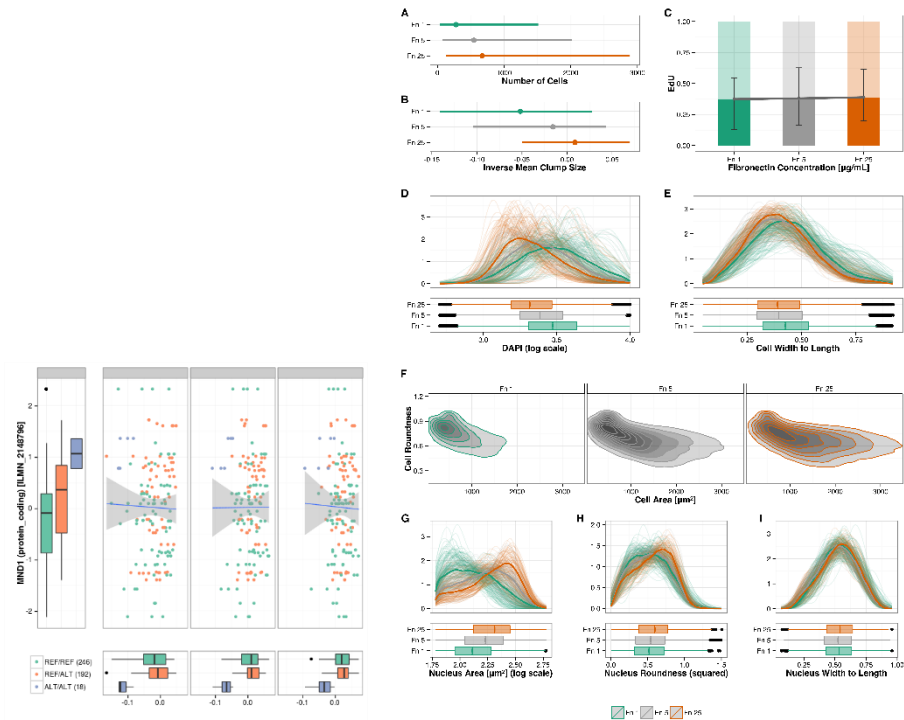 A
Fn 1
Fn 5
Fn 25
0 1000 2000 3000
Number of Cells
B
Fn 1
Fn 5
Fn 25
-0.15 -0.10 -0.05 0.00 0.05
Inverse Mean Clump Size
C
1.00
0.75
0.50
0.25
0.00
EdU
Fn 1 Fn 5 Fn 25
Fibronectin Concentration [µg/mL]
D
3
2
1
0
Fn 25
Fn 5
Fn 1
3.0 3.5 4.0
DAPI (log scale)
E
3
2
1
0
Fn 25
Fn 5
Fn 1
0.25 0.50 0.75
Cell Width to Length
MND1 (protein_coding) [ILMN_2148796]
2
1
0
-1
-2
REF/REF (246)
REF/ALT (192)
ALT/ALT (18)
-0.1 0.0
-0.1 0.0
-0.1 0.0
F
Fn 1 Fn 5 Fn 25
1.2
0.9
0.6
0.3
Cell Roundness
1000 2000 3000
1000 2000 3000
1000 2000 3000
Cell Area [µm²]
G
3
2
1
0
Fn 25
Fn 5
Fn 1
1.75 2.00 2.25 2.50 2.75
Nucleus Area [µm²] (log scale)
H
2.0
1.5
1.0
0.5
0.0
Fn 25
Fn 5
Fn 1
0.0 0.5 1.0 1.5
Nucleus Roundness (squared)
I
3
2
1
0
Fn 25
Fn 5
Fn 1
0.00 0.25 0.50 0.75 1.00
Nucleus Width to Length
Fn 1 Fn 5 Fn 25